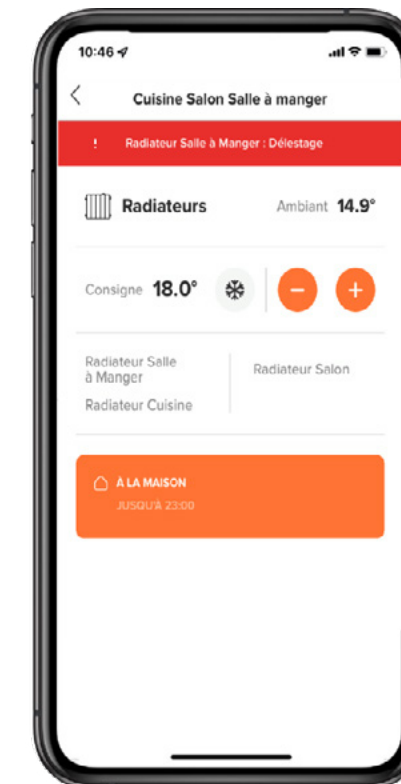 10:46
Cuisine Salon Salle à manger
! Radiateur Salle à Manger : Délestage
Radiateurs Ambiant 14.9°
Consigne 18.0° - +
Radiateur Salle
à Manger
Radiateur Cuisine
Radiateur Salon
À LA MAISON
JUSQU'À 23:00